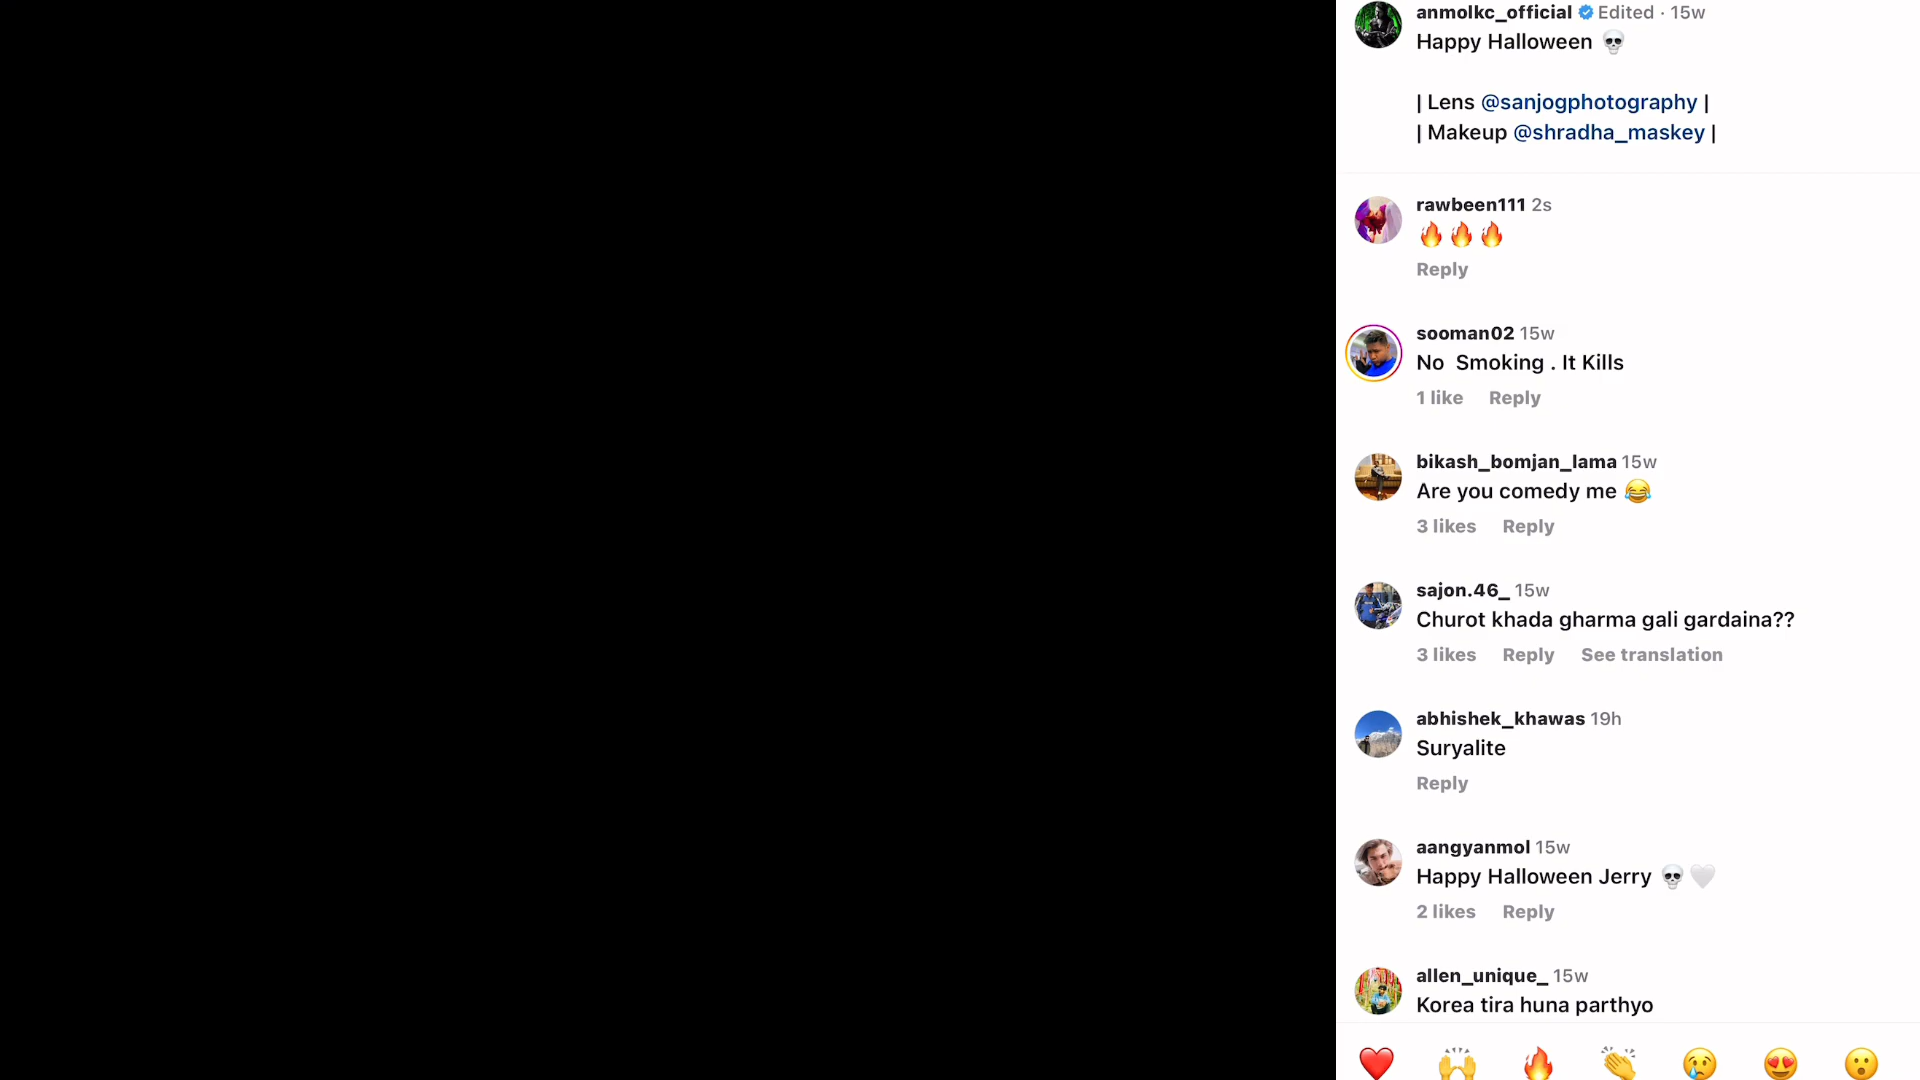 anmolkc_official Edited · 15w
Happy Halloween 💀
| Lens @sanjogphotography |
| Makeup @shradha_maskey |
rawbeen111 2s
🔥🔥🔥
Reply
sooman02 15w
No  Smoking . It Kills
1 like Reply
bikash_bomjan_lama 15w
Are you comedy me 😂
3 likes Reply
sajon.46_ 15w
Churot khada gharma gali gardaina??
3 likes Reply See translation
abhishek_khawas 19h
Suryalite
Reply
aangyanmol 15w
Happy Halloween Jerry 💀🤍
2 likes Reply
allen_unique_ 15w
Korea tira huna parthyo